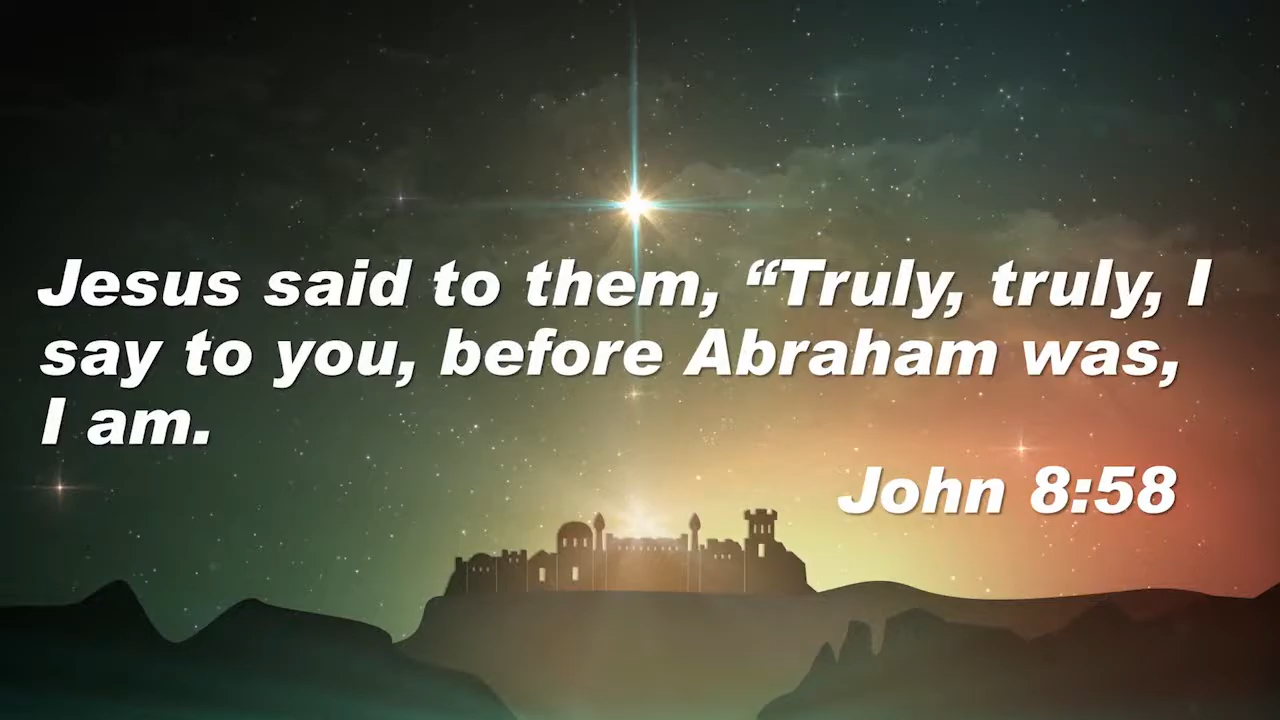 Jesus said to them, “Truly, truly, I
say to you, before Abraham was,
I am.
John 8:58